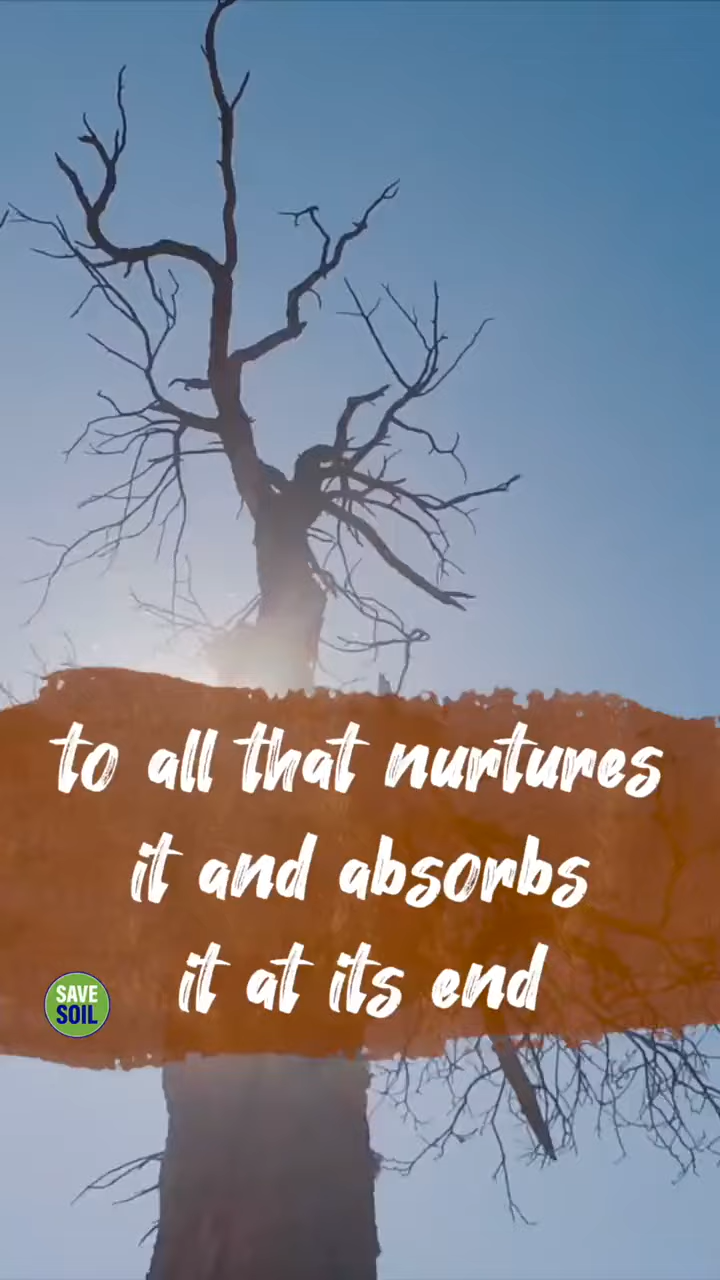 to all that nurtures
it and absorbs
it at its end
SAVE
SOIL